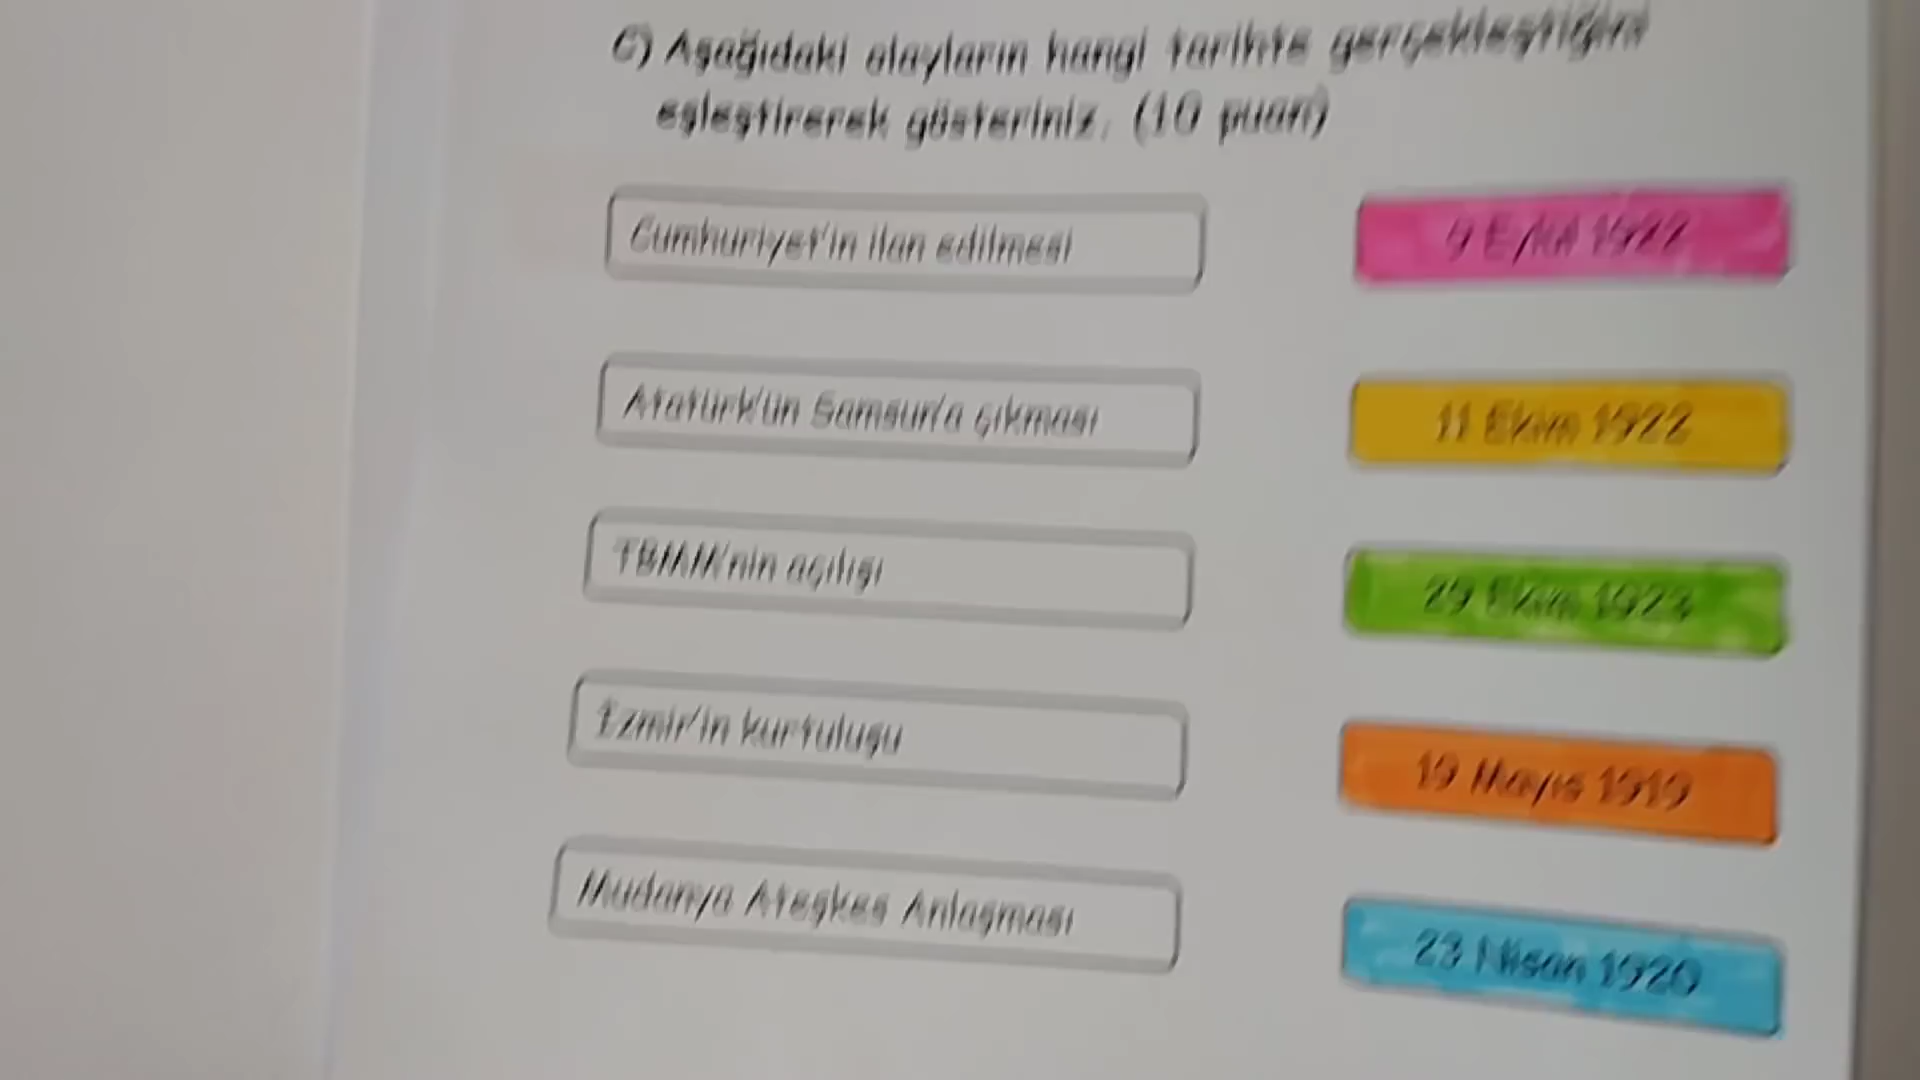 C) Aşağıdaki olayların hangi tarihte gerçekleştiğini
eşleştirerek gösteriniz. (10 puan)
Cumhuriyet'in ilan edilmesi
9 Eylül 1922
Atatürk'ün Samsun'a çıkması
11 Ekim 1922
TBMM'nin açılışı
29 Ekim 1923
İzmir'in kurtuluşu
19 Mayıs 1919
Mudanya Ateşkes Anlaşması
23 Nisan 1920